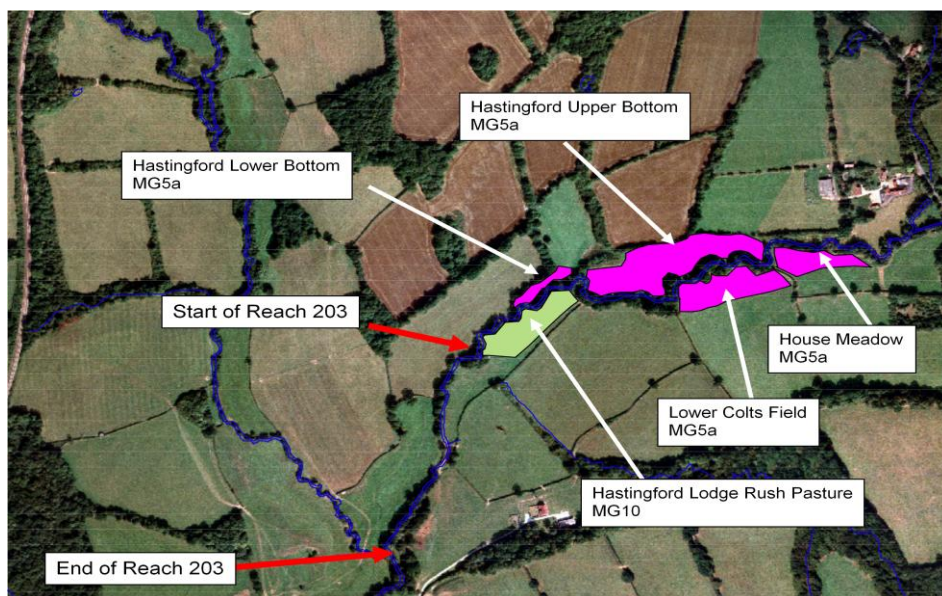 Hastingford Upper Bottom
MG5a
Hastingford Lower Bottom
MG5a
Start of Reach 203
House Meadow
MG5a
Lower Colts Field
MG5a
Hastingford Lodge Rush Pasture
MG10
End of Reach 203